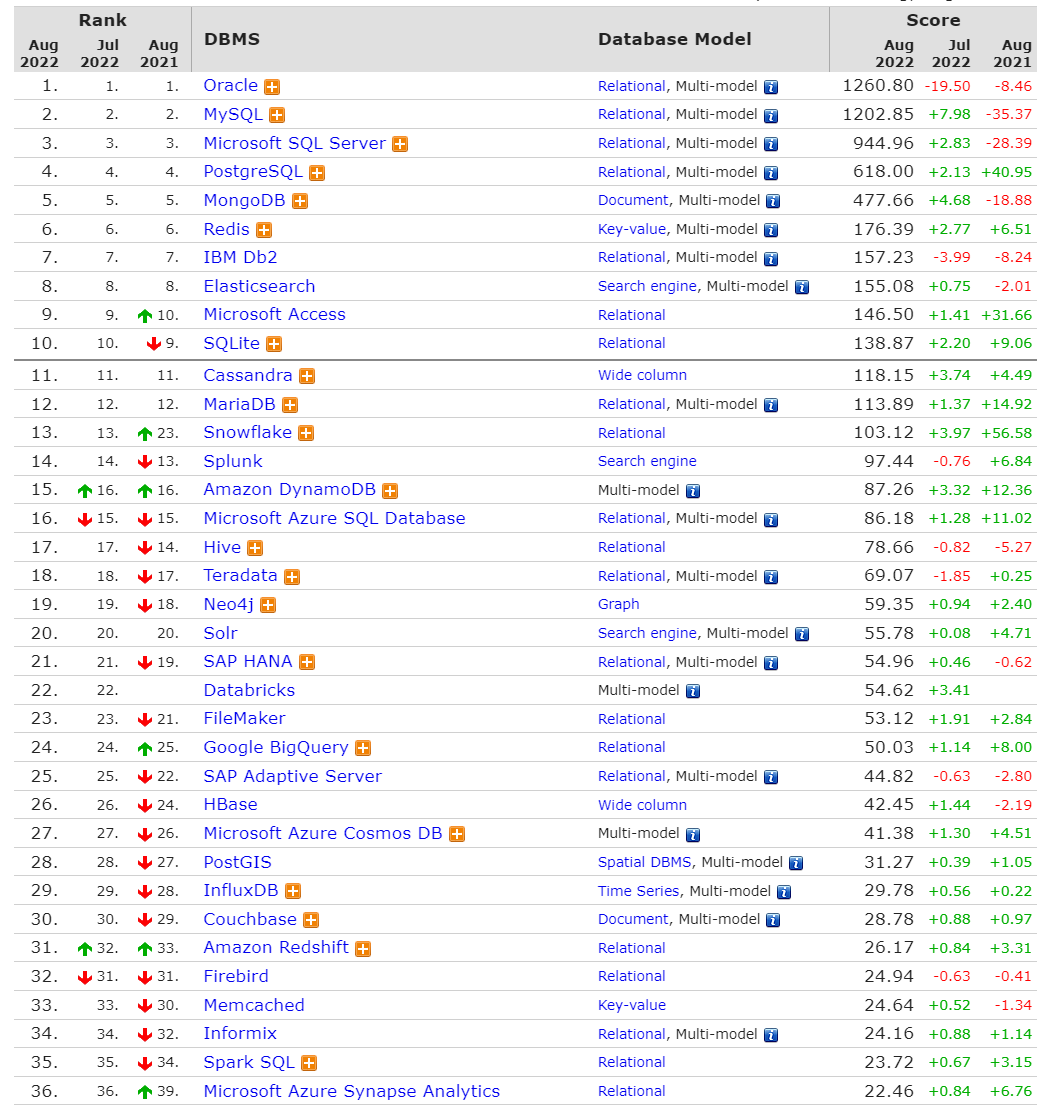 Rank Score
Aug 2022 Jul 2022 Aug 2021 DBMS Database Model Aug 2022 Jul 2022 Aug 2021
1. 1. 1. Oracle Relational, Multi-model 1260.80 -19.50 -8.46
2. 2. 2. MySQL Relational, Multi-model 1202.85 +7.98 -35.37
3. 3. 3. Microsoft SQL Server Relational, Multi-model 944.96 +2.83 -28.39
4. 4. 4. PostgreSQL Relational, Multi-model 618.00 +2.13 +40.95
5. 5. 5. MongoDB Document, Multi-model 477.66 +4.68 -18.88
6. 6. 6. Redis Key-value, Multi-model 176.39 +2.77 +6.51
7. 7. 7. IBM Db2 Relational, Multi-model 157.23 -3.99 -8.24
8. 8. 8. Elasticsearch Search engine, Multi-model 155.08 +0.75 -2.01
9. 9. 10. Microsoft Access Relational 146.50 +1.41 +31.66
10. 10. 9. SQLite Relational 138.87 +2.20 +9.06
11. 11. 11. Cassandra Wide column 118.15 +3.74 +4.49
12. 12. 12. MariaDB Relational, Multi-model 113.89 +1.37 +14.92
13. 13. 23. Snowflake Relational 103.12 +3.97 +56.58
14. 14. 13. Splunk Search engine 97.44 -0.76 +6.84
15. 16. 16. Amazon DynamoDB Multi-model 87.26 +3.32 +12.36
16. 15. 15. Microsoft Azure SQL Database Relational, Multi-model 86.18 +1.28 +11.02
17. 17. 14. Hive Relational 78.66 -0.82 -5.27
18. 18. 17. Teradata Relational, Multi-model 69.07 -1.85 +0.25
19. 19. 18. Neo4j Graph 59.35 +0.94 +2.40
20. 20. 20. Solr Search engine, Multi-model 55.78 +0.08 +4.71
21. 21. 19. SAP HANA Relational, Multi-model 54.96 +0.46 -0.62
22. 22. Databricks Multi-model 54.62 +3.41
23. 23. 21. FileMaker Relational 53.12 +1.91 +2.84
24. 24. 25. Google BigQuery Relational 50.03 +1.14 +8.00
25. 25. 22. SAP Adaptive Server Relational, Multi-model 44.82 -0.63 -2.80
26. 26. 24. HBase Wide column 42.45 +1.44 -2.19
27. 27. 26. Microsoft Azure Cosmos DB Multi-model 41.38 +1.30 +4.51
28. 28. 27. PostGIS Spatial DBMS, Multi-model 31.27 +0.39 +1.05
29. 29. 28. InfluxDB Time Series, Multi-model 29.78 +0.56 +0.22
30. 30. 29. Couchbase Document, Multi-model 28.78 +0.88 +0.97
31. 32. 33. Amazon Redshift Relational 26.17 +0.84 +3.31
32. 31. 31. Firebird Relational 24.94 -0.63 -0.41
33. 33. 30. Memcached Key-value 24.64 +0.52 -1.34
34. 34. 32. Informix Relational, Multi-model 24.16 +0.88 +1.14
35. 35. 34. Spark SQL Relational 23.72 +0.67 +3.15
36. 36. 39. Microsoft Azure Synapse Analytics Relational 22.46 +0.84 +6.76